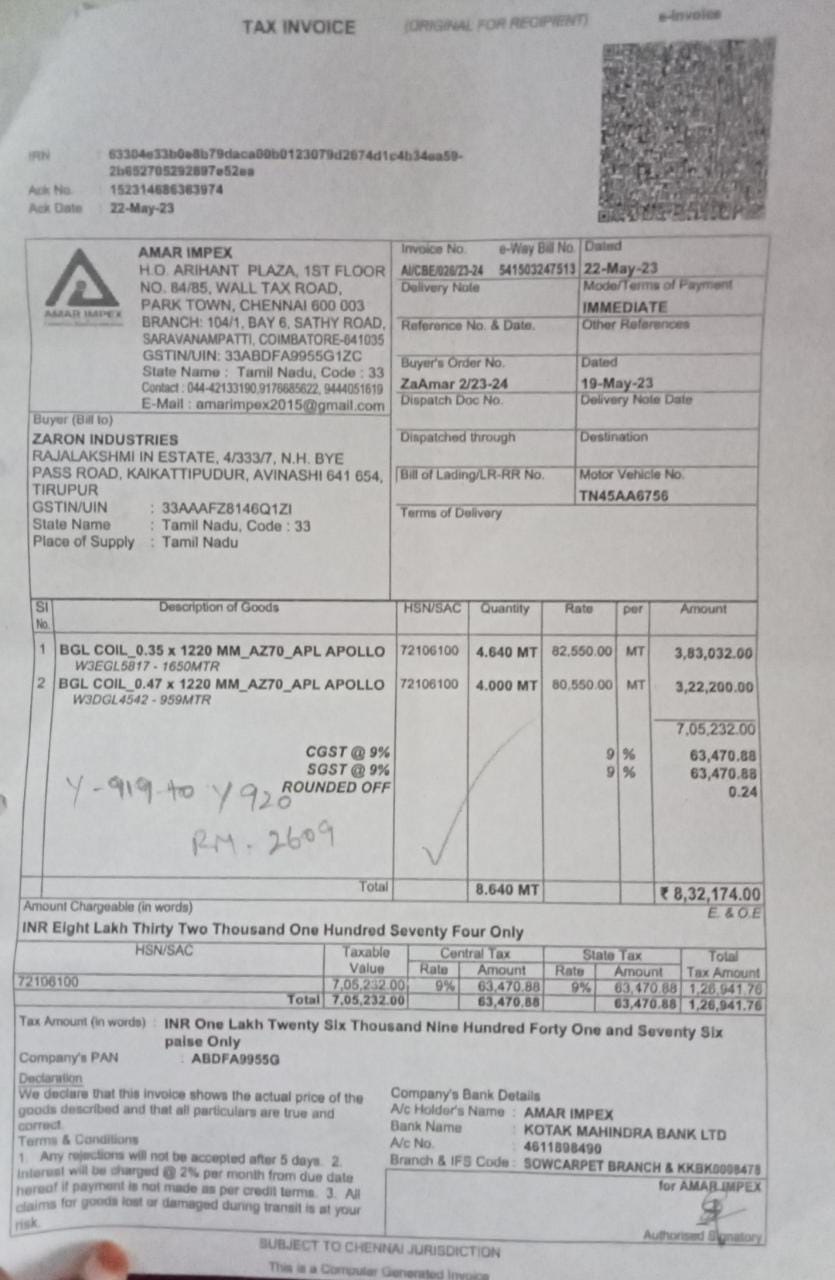 TAX INVOICE (ORIGINAL FOR RECIPIENT) e-Invoice
IRN : 63304e33b0e8b79daca00b0123079d2674d1c4b34ea59-
2b652705292897e52ea
Ack No. : 152314686383974
Ack Date : 22-May-23
AMAR IMPEX
AMAR IMPEX
H.O. ARIHANT PLAZA, 1ST FLOOR
NO. 84/85, WALL TAX ROAD,
PARK TOWN, CHENNAI 600 003
BRANCH: 104/1, BAY 6, SATHY ROAD,
SARAVANAMPATTI, COIMBATORE-641035
GSTIN/UIN: 33ABDFA9955G1ZC
State Name : Tamil Nadu, Code : 33
Contact : 044-42133190,9176685622, 9444051619
E-Mail : amarimpex2015@gmail.com
Invoice No. e-Way Bill No. Dated
AI/CBE/026/23-24 541503247513 22-May-23
Delivery Note Mode/Terms of Payment
IMMEDIATE
Reference No. & Date. Other References
Buyer's Order No. Dated
ZaAmar 2/23-24 19-May-23
Dispatch Doc No. Delivery Note Date
Dispatched through Destination
Bill of Lading/LR-RR No. Motor Vehicle No.
TN45AA6756
Terms of Delivery
Buyer (Bill to)
ZARON INDUSTRIES
RAJALAKSHMI IN ESTATE, 4/333/7, N.H. BYE
PASS ROAD, KAIKATTIPUDUR, AVINASHI 641 654,
TIRUPUR
GSTIN/UIN : 33AAAFZ8146Q1ZI
State Name : Tamil Nadu, Code : 33
Place of Supply : Tamil Nadu
Sl No. Description of Goods HSN/SAC Quantity Rate per Amount
1 BGL COIL_0.35 x 1220 MM_AZ70_APL APOLLO 72106100 4.640 MT 82,550.00 MT 3,83,032.00
W3EGL5817 - 1650MTR
2 BGL COIL_0.47 x 1220 MM_AZ70_APL APOLLO 72106100 4.000 MT 80,550.00 MT 3,22,200.00
W3DGL4542 - 959MTR
7,05,232.00
CGST @ 9% 9 % 63,470.88
SGST @ 9% 9 % 63,470.88
ROUNDED OFF 0.24
Y-919 to Y920
RM. 2609
Total 8.640 MT ₹ 8,32,174.00
Amount Chargeable (in words) E. & O.E
INR Eight Lakh Thirty Two Thousand One Hundred Seventy Four Only
HSN/SAC Taxable Value Central Tax State Tax Total Tax Amount
Rate Amount Rate Amount
72106100 7,05,232.00 9% 63,470.88 9% 63,470.88 1,26,941.76
Total 7,05,232.00 63,470.88 63,470.88 1,26,941.76
Tax Amount (in words) : INR One Lakh Twenty Six Thousand Nine Hundred Forty One and Seventy Six
paise Only
Company's PAN : ABDFA9955G
Declaration
We declare that this invoice shows the actual price of the
goods described and that all particulars are true and
correct.
Terms & Conditions
1. Any rejections will not be accepted after 5 days. 2.
Interest will be charged @ 2% per month from due date
hereof if payment is not made as per credit terms. 3. All
claims for goods lost or damaged during transit is at your
risk.
Company's Bank Details
A/c Holder's Name : AMAR IMPEX
Bank Name : KOTAK MAHINDRA BANK LTD
A/c No. : 4611898490
Branch & IFS Code : SOWCARPET BRANCH & KKBK0008478
for AMAR IMPEX
Authorised Signatory
SUBJECT TO CHENNAI JURISDICTION
This is a Computer Generated Invoice